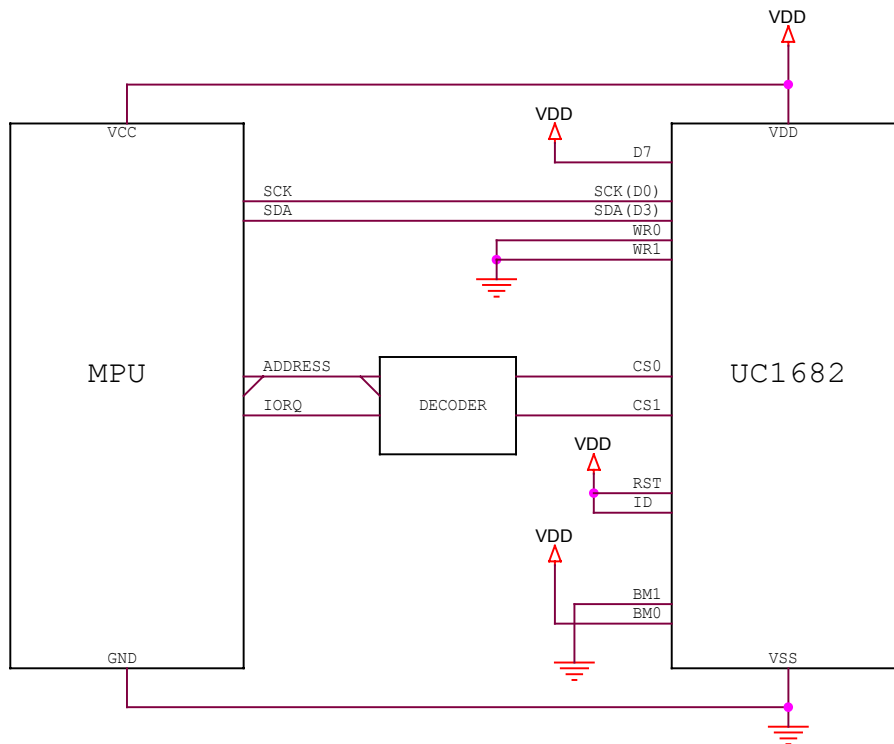 VDD
VCC
VDD
VDD
D7
SCK
SCK(D0)
SDA
SDA(D3)
WR0
WR1
MPU
ADDRESS
CS0
UC1682
IORQ
DECODER
CS1
VDD
RST
ID
VDD
BM1
BM0
GND
VSS